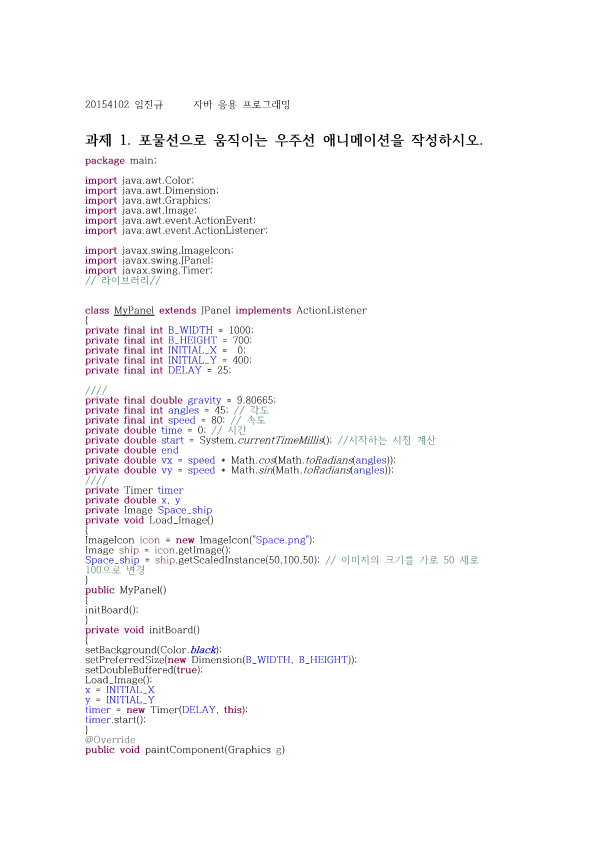 20154102 임진규 자바 응용 프로그래밍
과제 1. 포물선으로 움직이는 우주선 애니메이션을 작성하시오.
package main;
import java.awt.Color;
import java.awt.Dimension;
import java.awt.Graphics;
import java.awt.Image;
import java.awt.event.ActionEvent;
import java.awt.event.ActionListener;
import javax.swing.ImageIcon;
import javax.swing.JPanel;
import javax.swing.Timer;
// 라이브러리//
class MyPanel extends JPanel implements ActionListener
{
private final int B_WIDTH = 1000;
private final int B_HEIGHT = 700;
private final int INITIAL_X = 0;
private final int INITIAL_Y = 400;
private final int DELAY = 25;
////
private final double gravity = 9.80665;
private final int angles = 45; // 각도
private final int speed = 80; // 속도
private double time = 0; // 시간
private double start = System.currentTimeMillis(); //시작하는 시점 계산
private double end
private double vx = speed * Math.cos(Math.toRadians(angles));
private double vy = speed * Math.sin(Math.toRadians(angles));
////
private Timer timer
private double x, y
private Image Space_ship
private void Load_Image()
{
ImageIcon icon = new ImageIcon("Space.png");
Image ship = icon.getImage();
Space_ship = ship.getScaledInstance(50,100,50); // 이미지의 크기를 가로 50 세로
100으로 변경
}
public MyPanel()
{
initBoard();
}
private void initBoard()
{
setBackground(Color.black);
setPreferredSize(new Dimension(B_WIDTH, B_HEIGHT));
setDoubleBuffered(true);
Load_Image();
x = INITIAL_X
y = INITIAL_Y
timer = new Timer(DELAY, this);
timer.start();
}
@Override
public void paintComponent(Graphics g)